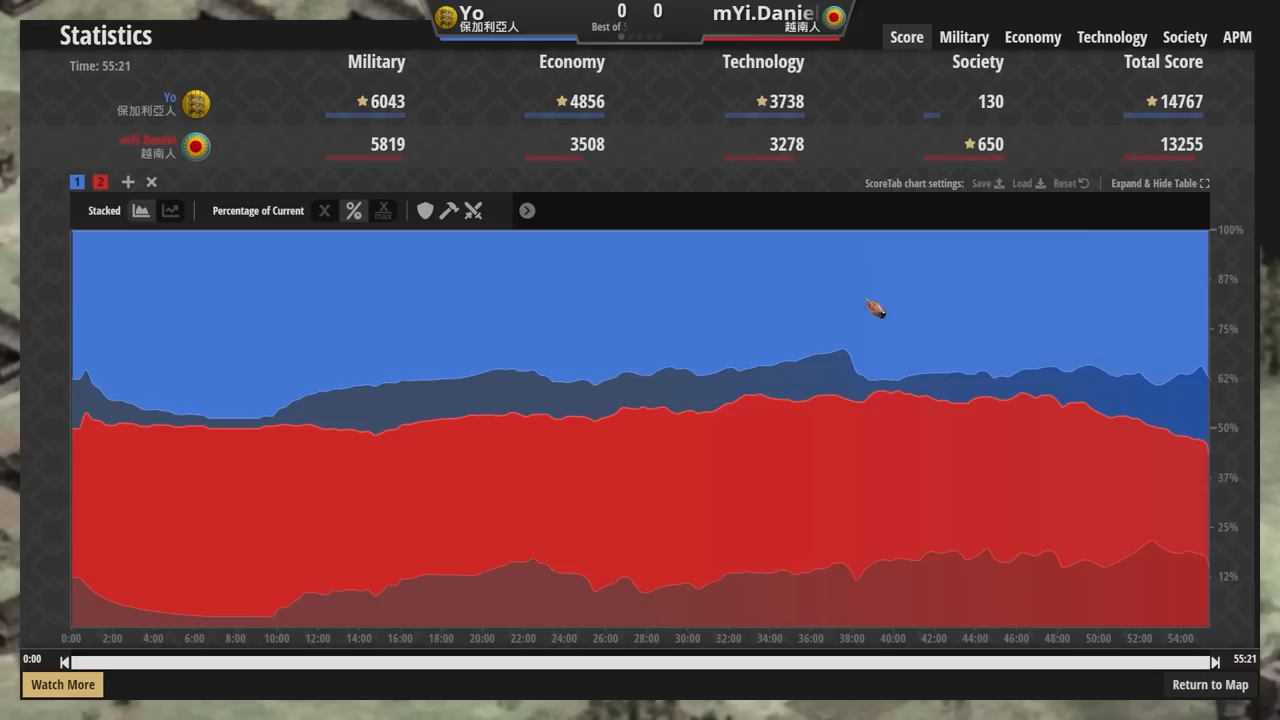 Yo 0 0 mYi.Danie
保加利亞人 Best of 5 越南人
Statistics
Score Military Economy Technology Society APM
Time: 55:21 Military Economy Technology Society Total Score
Yo
保加利亞人 6043 4856 3738 130 14767
mYi.Daniel
越南人 5819 3508 3278 650 13255
1 2 ScoreTab chart settings: Save Load Reset Expand & Hide Table
Stacked Percentage of Current X % X max
100%
87%
75%
62%
50%
37%
25%
12%
0:00 2:00 4:00 6:00 8:00 10:00 12:00 14:00 16:00 18:00 20:00 22:00 24:00 26:00 28:00 30:00 32:00 34:00 36:00 38:00 40:00 42:00 44:00 46:00 48:00 50:00 52:00 54:00
0:00 55:21
Watch More Return to Map